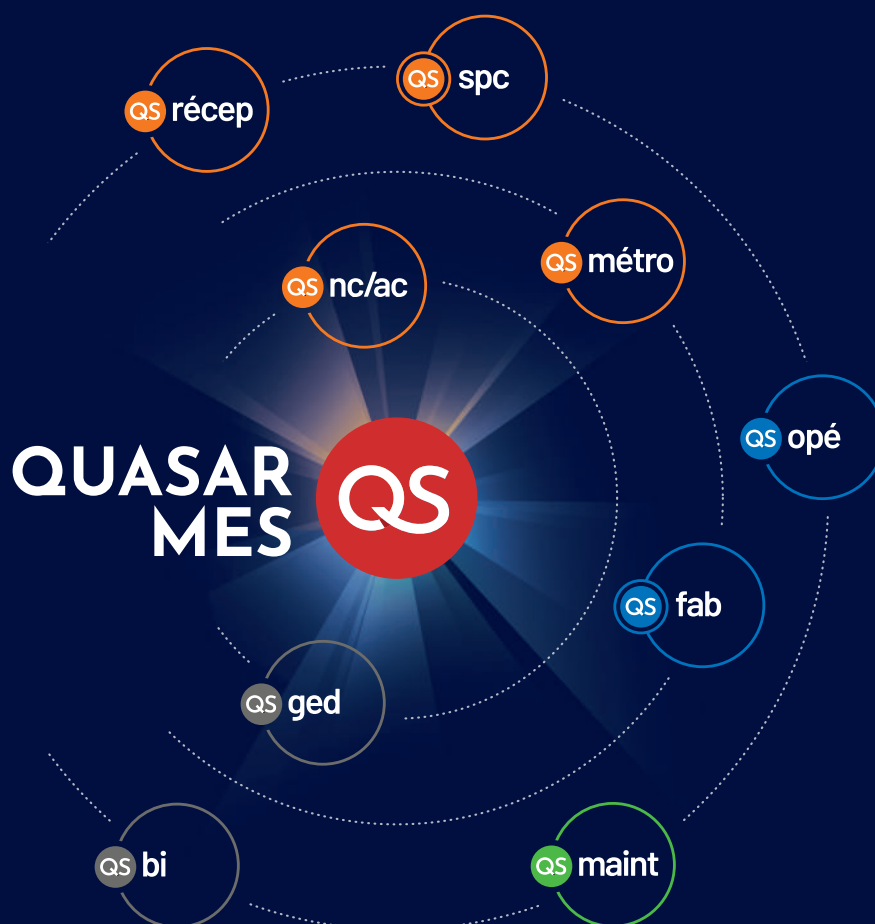 QS spc
QS récep
QS métro
QS nc/ac
QS opé
QUASAR
MES
QS
QS fab
QS ged
QS bi
QS maint